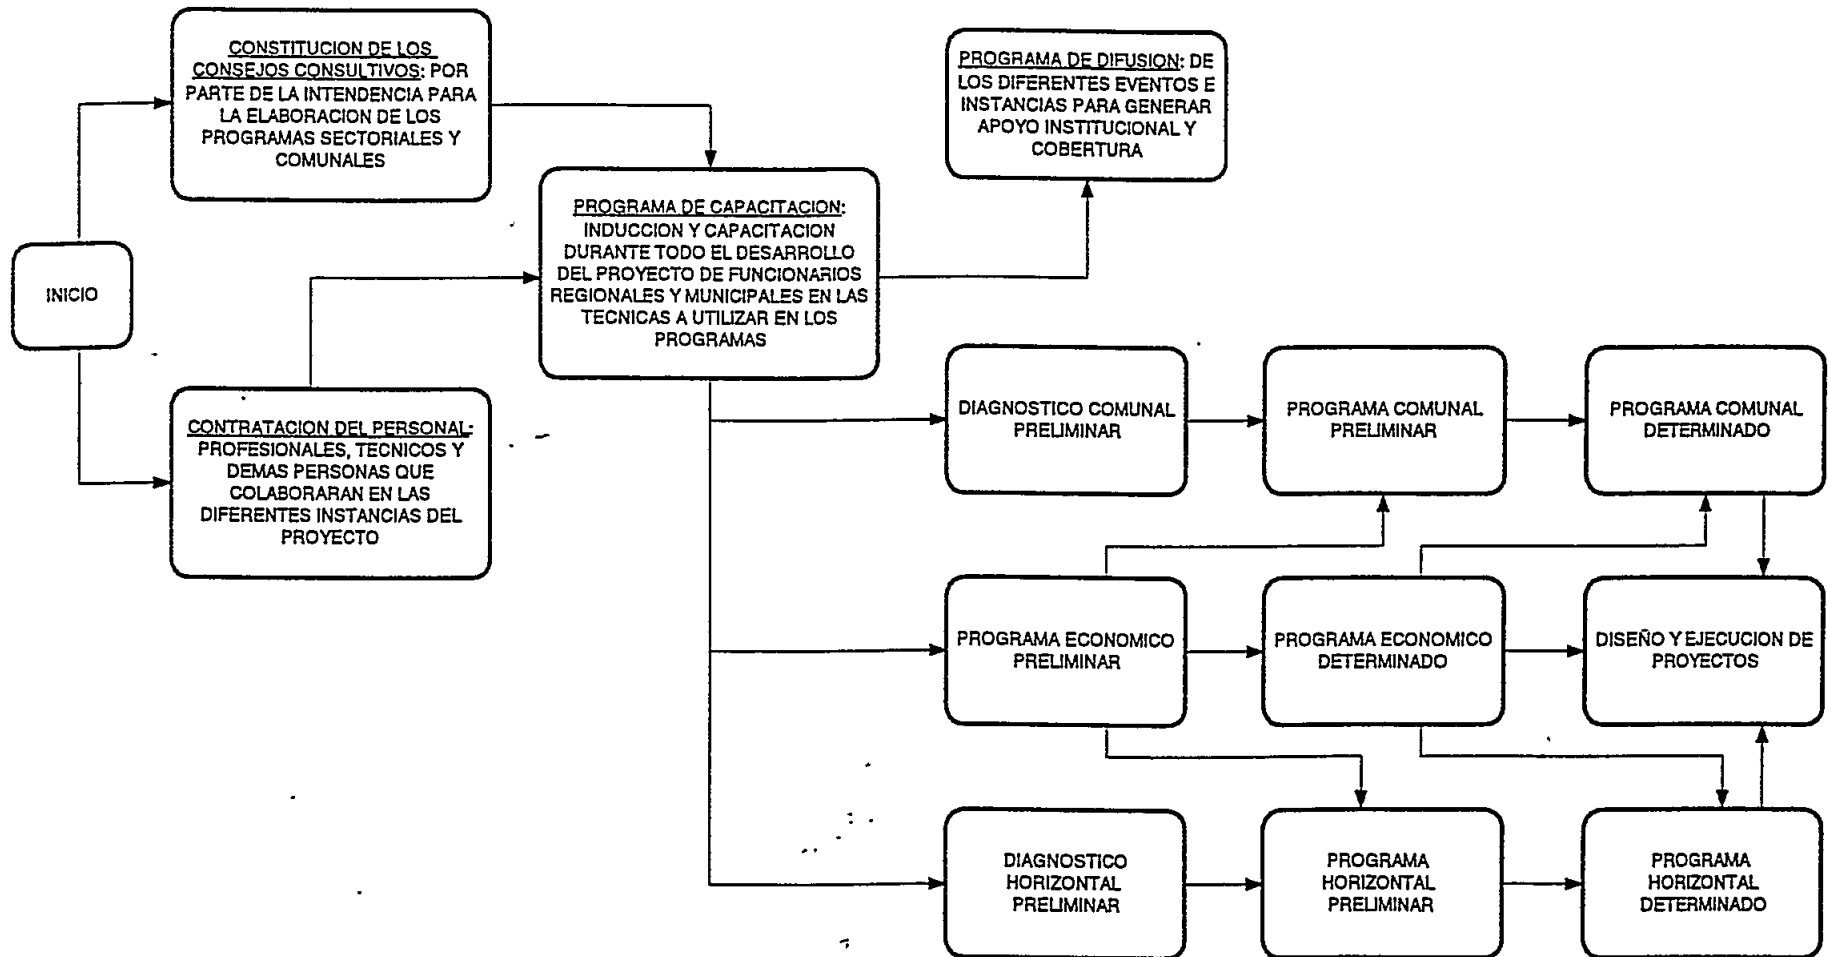 CONSTITUCION DE LOS
CONSEJOS CONSULTIVOS: POR
PARTE DE LA INTENDENCIA PARA
LA ELABORACION DE LOS
PROGRAMAS SECTORIALES Y
COMUNALES
PROGRAMA DE DIFUSION: DE
LOS DIFERENTES EVENTOS E
INSTANCIAS PARA GENERAR
APOYO INSTITUCIONAL Y
COBERTURA
INICIO
PROGRAMA DE CAPACITACION:
INDUCCION Y CAPACITACION
DURANTE TODO EL DESARROLLO
DEL PROYECTO DE FUNCIONARIOS
REGIONALES Y MUNICIPALES EN LAS
TECNICAS A UTILIZAR EN LOS
PROGRAMAS
CONTRATACION DEL PERSONAL:
PROFESIONALES, TECNICOS Y
DEMAS PERSONAS QUE
COLABORARAN EN LAS
DIFERENTES INSTANCIAS DEL
PROYECTO
DIAGNOSTICO COMUNAL
PRELIMINAR
PROGRAMA COMUNAL
PRELIMINAR
PROGRAMA COMUNAL
DETERMINADO
PROGRAMA ECONOMICO
PRELIMINAR
PROGRAMA ECONOMICO
DETERMINADO
DISEÑO Y EJECUCION DE
PROYECTOS
DIAGNOSTICO
HORIZONTAL
PRELIMINAR
PROGRAMA
HORIZONTAL
PRELIMINAR
PROGRAMA
HORIZONTAL
DETERMINADO